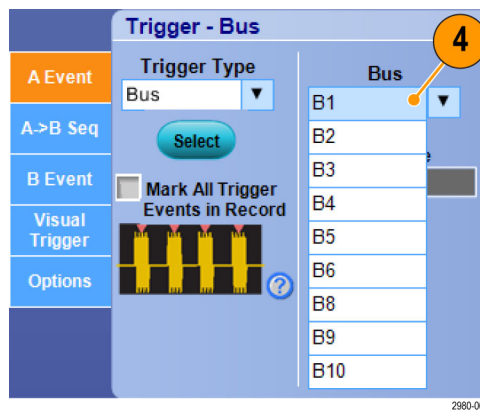 Trigger - Bus
4
A Event
A->B Seq
B Event
Visual
Trigger
Options
Trigger Type
Bus
Select
Mark All Trigger
Events in Record
?
Bus
B1
B2
B3
B4
B5
B6
B8
B9
B10